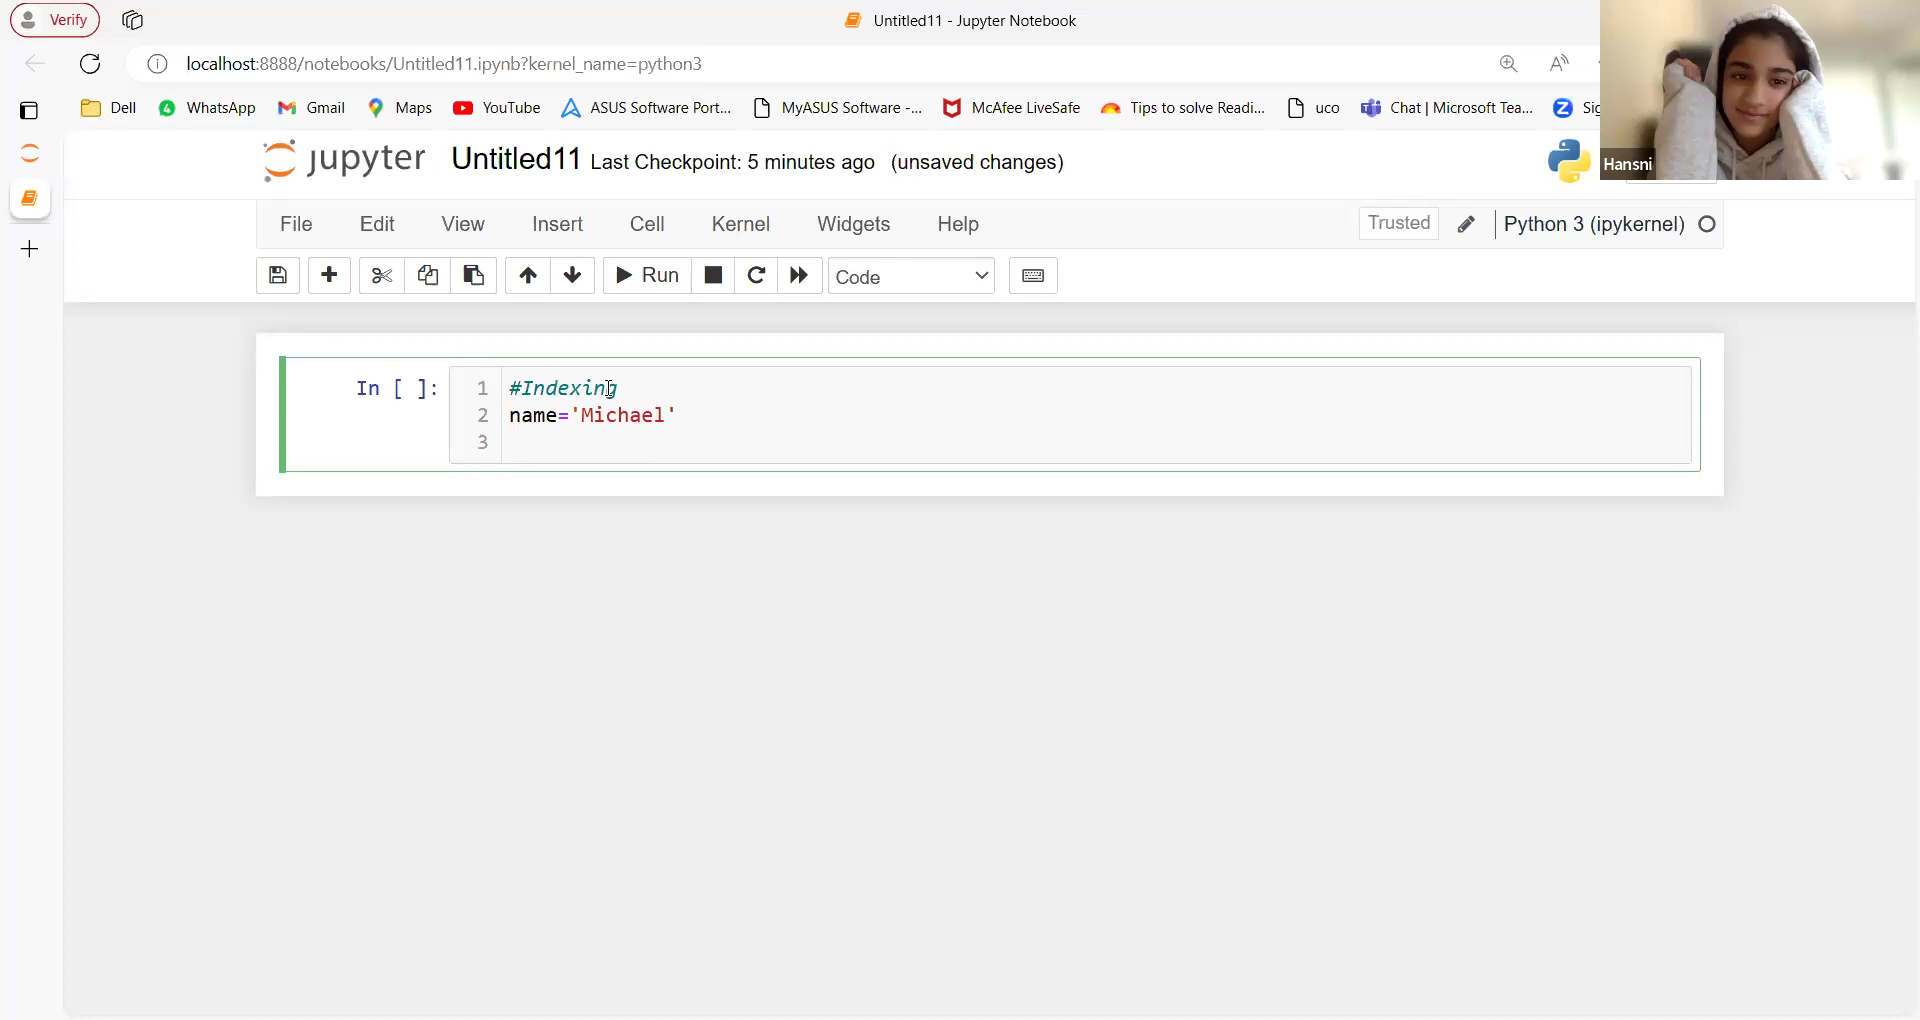 Verify
Untitled11 - Jupyter Notebook
localhost:8888/notebooks/Untitled11.ipynb?kernel_name=python3
Dell WhatsApp Gmail Maps YouTube ASUS Software Port... MyASUS Software -... McAfee LiveSafe Tips to solve Readi... uco Chat | Microsoft Tea... Z
Hansni
jupyter Untitled11 Last Checkpoint: 5 minutes ago (unsaved changes)
File Edit View Insert Cell Kernel Widgets Help Trusted Python 3 (ipykernel)
Run Code
In [ ]: 1 #Indexing
2 name='Michael'
3